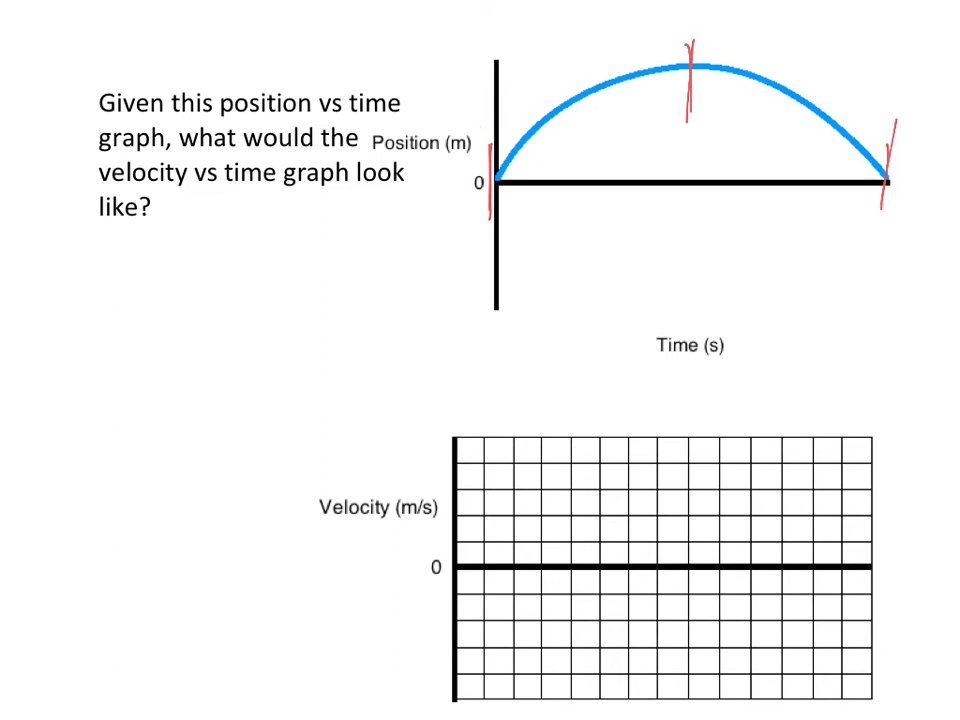 Given this position vs time
graph, what would the
velocity vs time graph look
like?
Position (m)
0
Time (s)
Velocity (m/s)
0